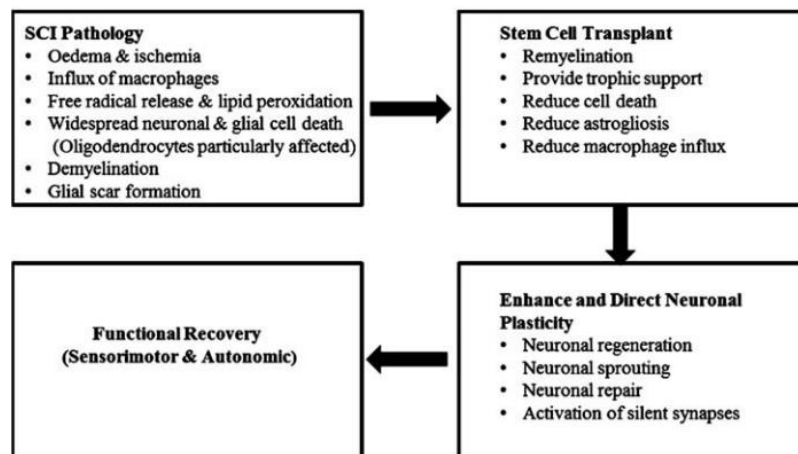 SCI Pathology
• Oedema & ischemia
• Influx of macrophages
• Free radical release & lipid peroxidation
• Widespread neuronal & glial cell death
(Oligodendrocytes particularly affected)
• Demyelination
• Glial scar formation
Stem Cell Transplant
• Remyelination
• Provide trophic support
• Reduce cell death
• Reduce astrogliosis
• Reduce macrophage influx
Enhance and Direct Neuronal
Plasticity
• Neuronal regeneration
• Neuronal sprouting
• Neuronal repair
• Activation of silent synapses
Functional Recovery
(Sensorimotor & Autonomic)